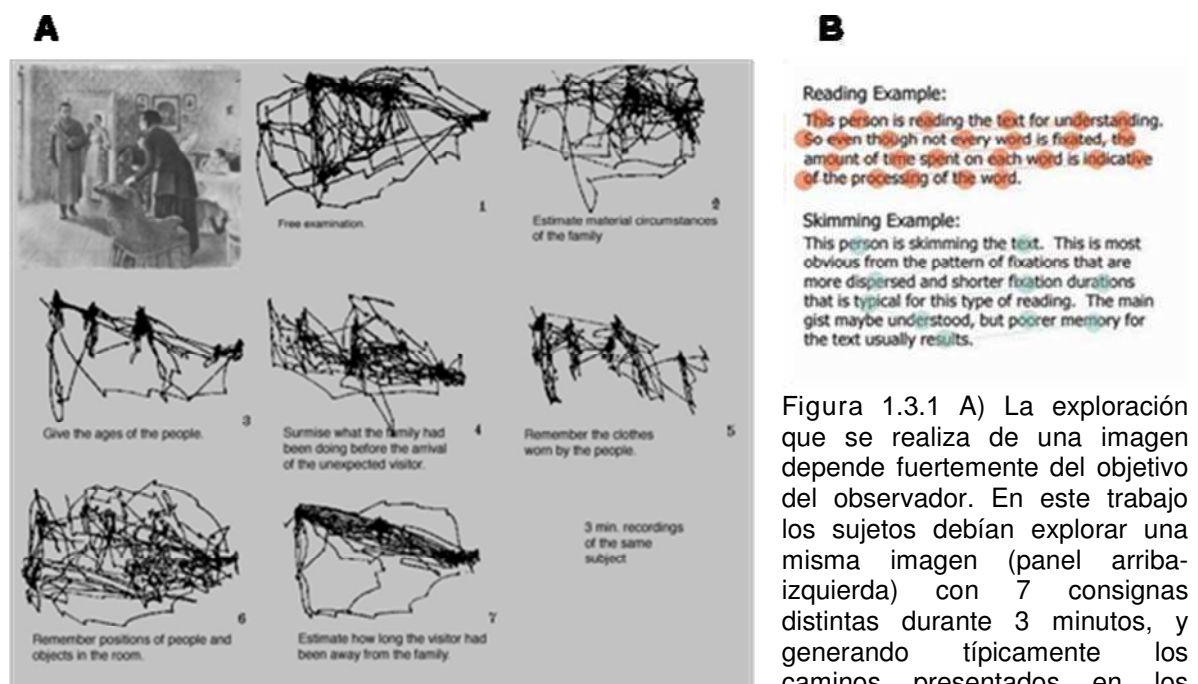 A
B
1
Free examination.
2
Estimate material circumstances
of the family
3
Give the ages of the people.
4
Surmise what the family had
been doing before the arrival
of the unexpected visitor.
5
Remember the clothes
worn by the people.
6
Remember positions of people and
objects in the room.
7
Estimate how long the visitor had
been away from the family.
3 min. recordings
of the same
subject
Reading Example:
This person is reading the text for understanding.
So even though not every word is fixated, the
amount of time spent on each word is indicative
of the processing of the word.
Skimming Example:
This person is skimming the text. This is most
obvious from the pattern of fixations that are
more dispersed and shorter fixation durations
that is typical for this type of reading. The main
gist maybe understood, but poorer memory for
the text usually results.
Figura 1.3.1 A) La exploración
que se realiza de una imagen
depende fuertemente del objetivo
del observador. En este trabajo
los sujetos debían explorar una
misma imagen (panel arriba-
izquierda) con 7 consignas
distintas durante 3 minutos, y
generando típicamente los
caminos presentados en los